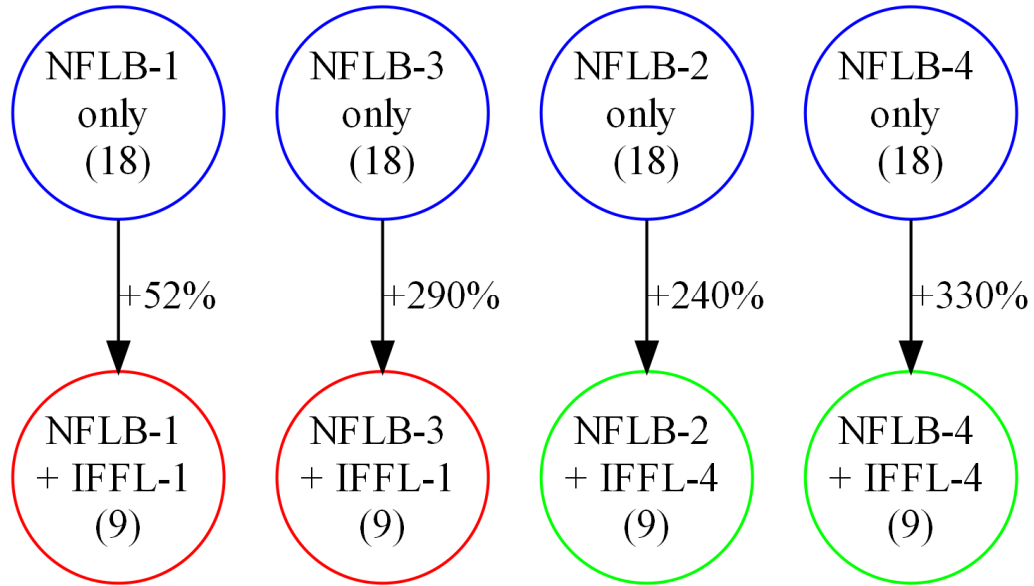 NFLB-1
only
(18)
NFLB-3
only
(18)
NFLB-2
only
(18)
NFLB-4
only
(18)
+52%
+290%
+240%
+330%
NFLB-1
+ IFFL-1
(9)
NFLB-3
+ IFFL-1
(9)
NFLB-2
+ IFFL-4
(9)
NFLB-4
+ IFFL-4
(9)